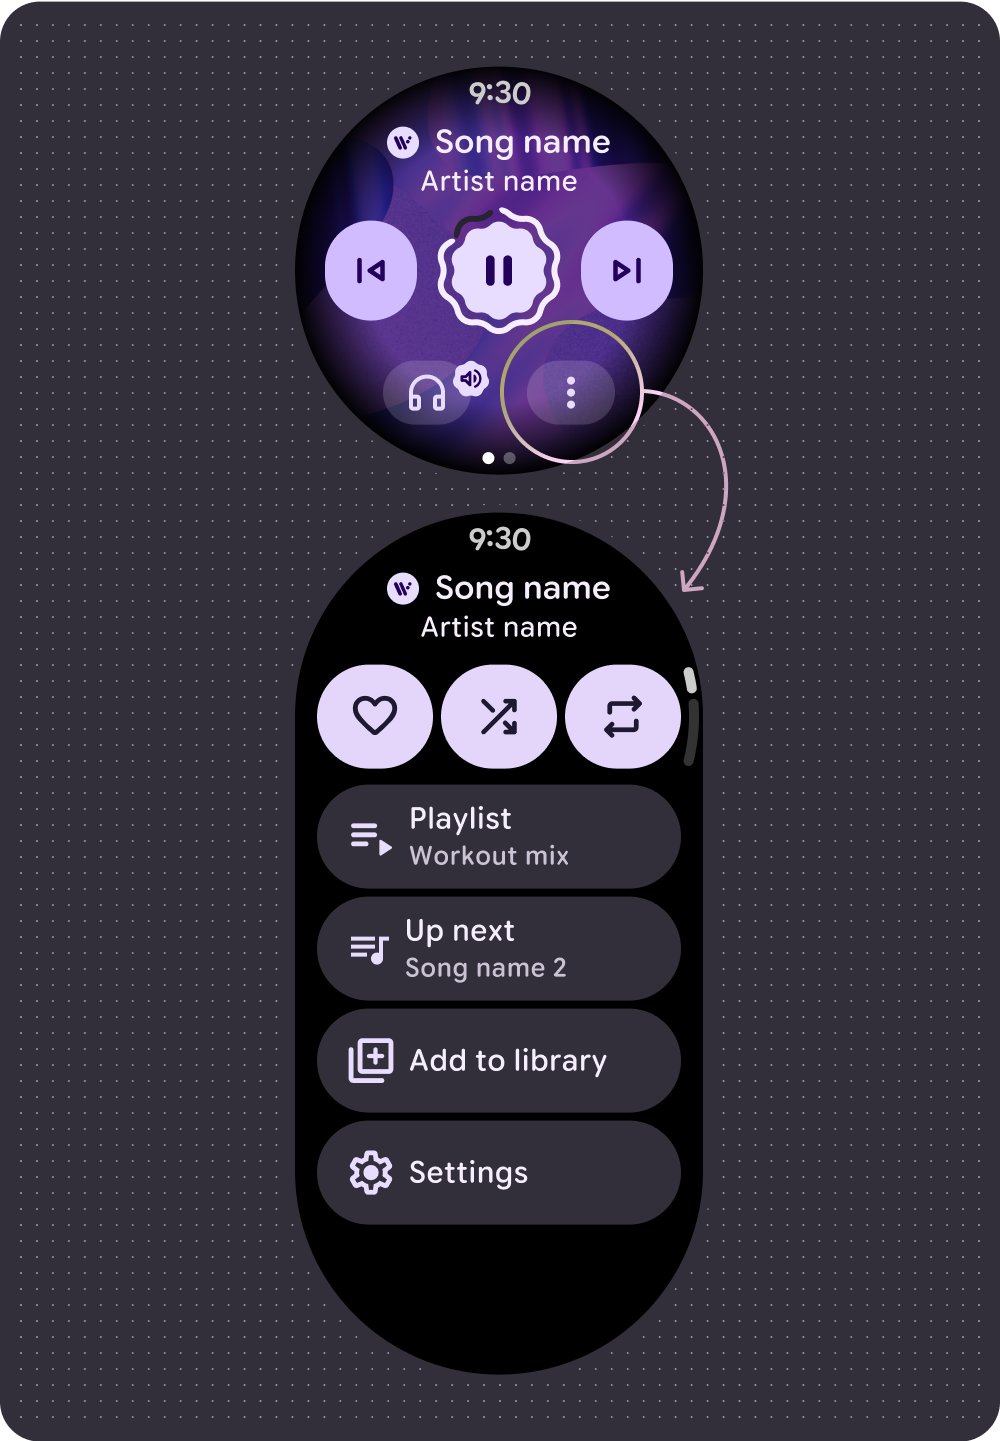 9:30
Song name
Artist name
9:30
Song name
Artist name
Playlist
Workout mix
Up next
Song name 2
Add to library
Settings